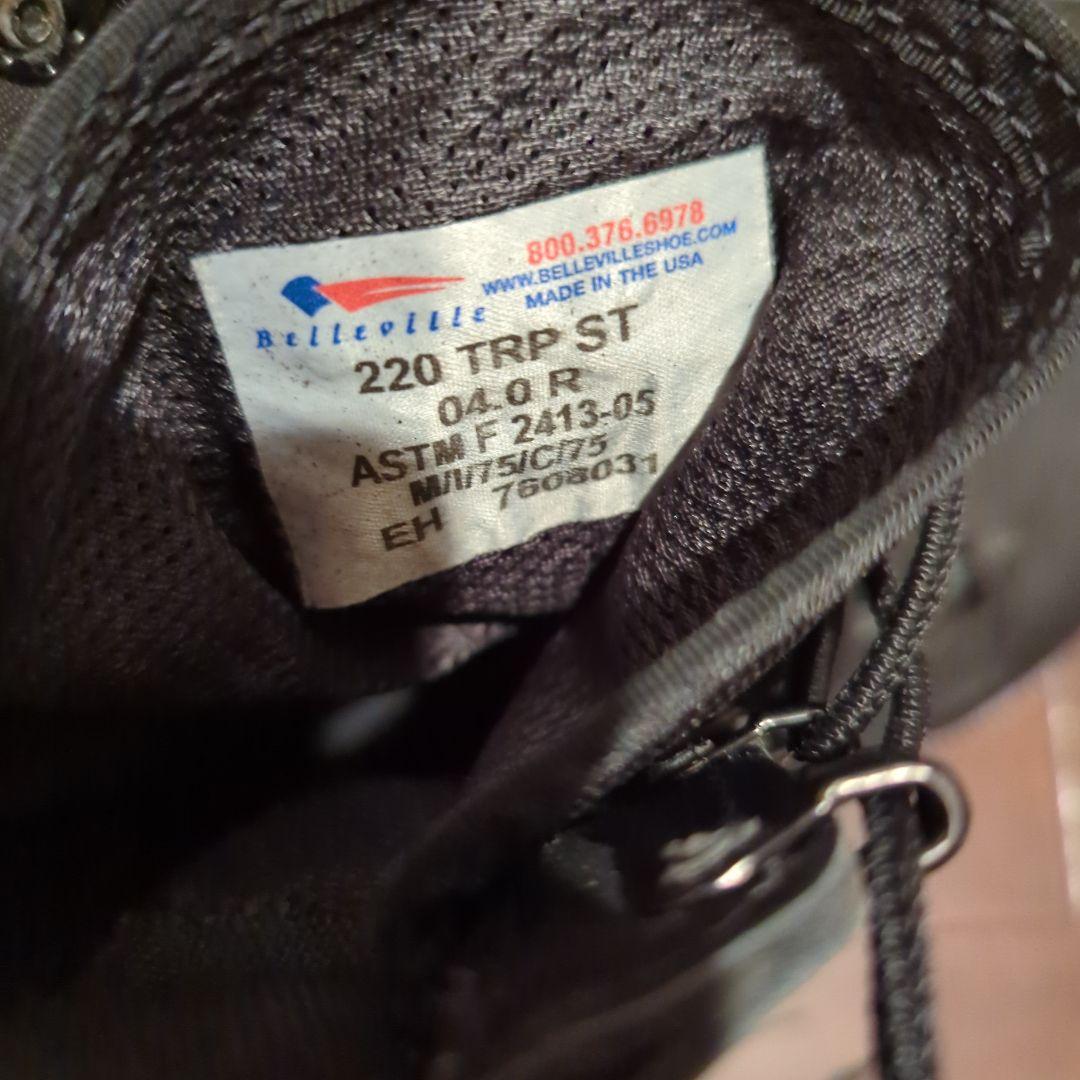 800.376.6978
WWW.BELLEVILLESHOE.COM
MADE IN THE USA
Belleville
220 TRP ST
04.0 R
ASTM F 2413-05
M/I/75/C/75
EH 7608031